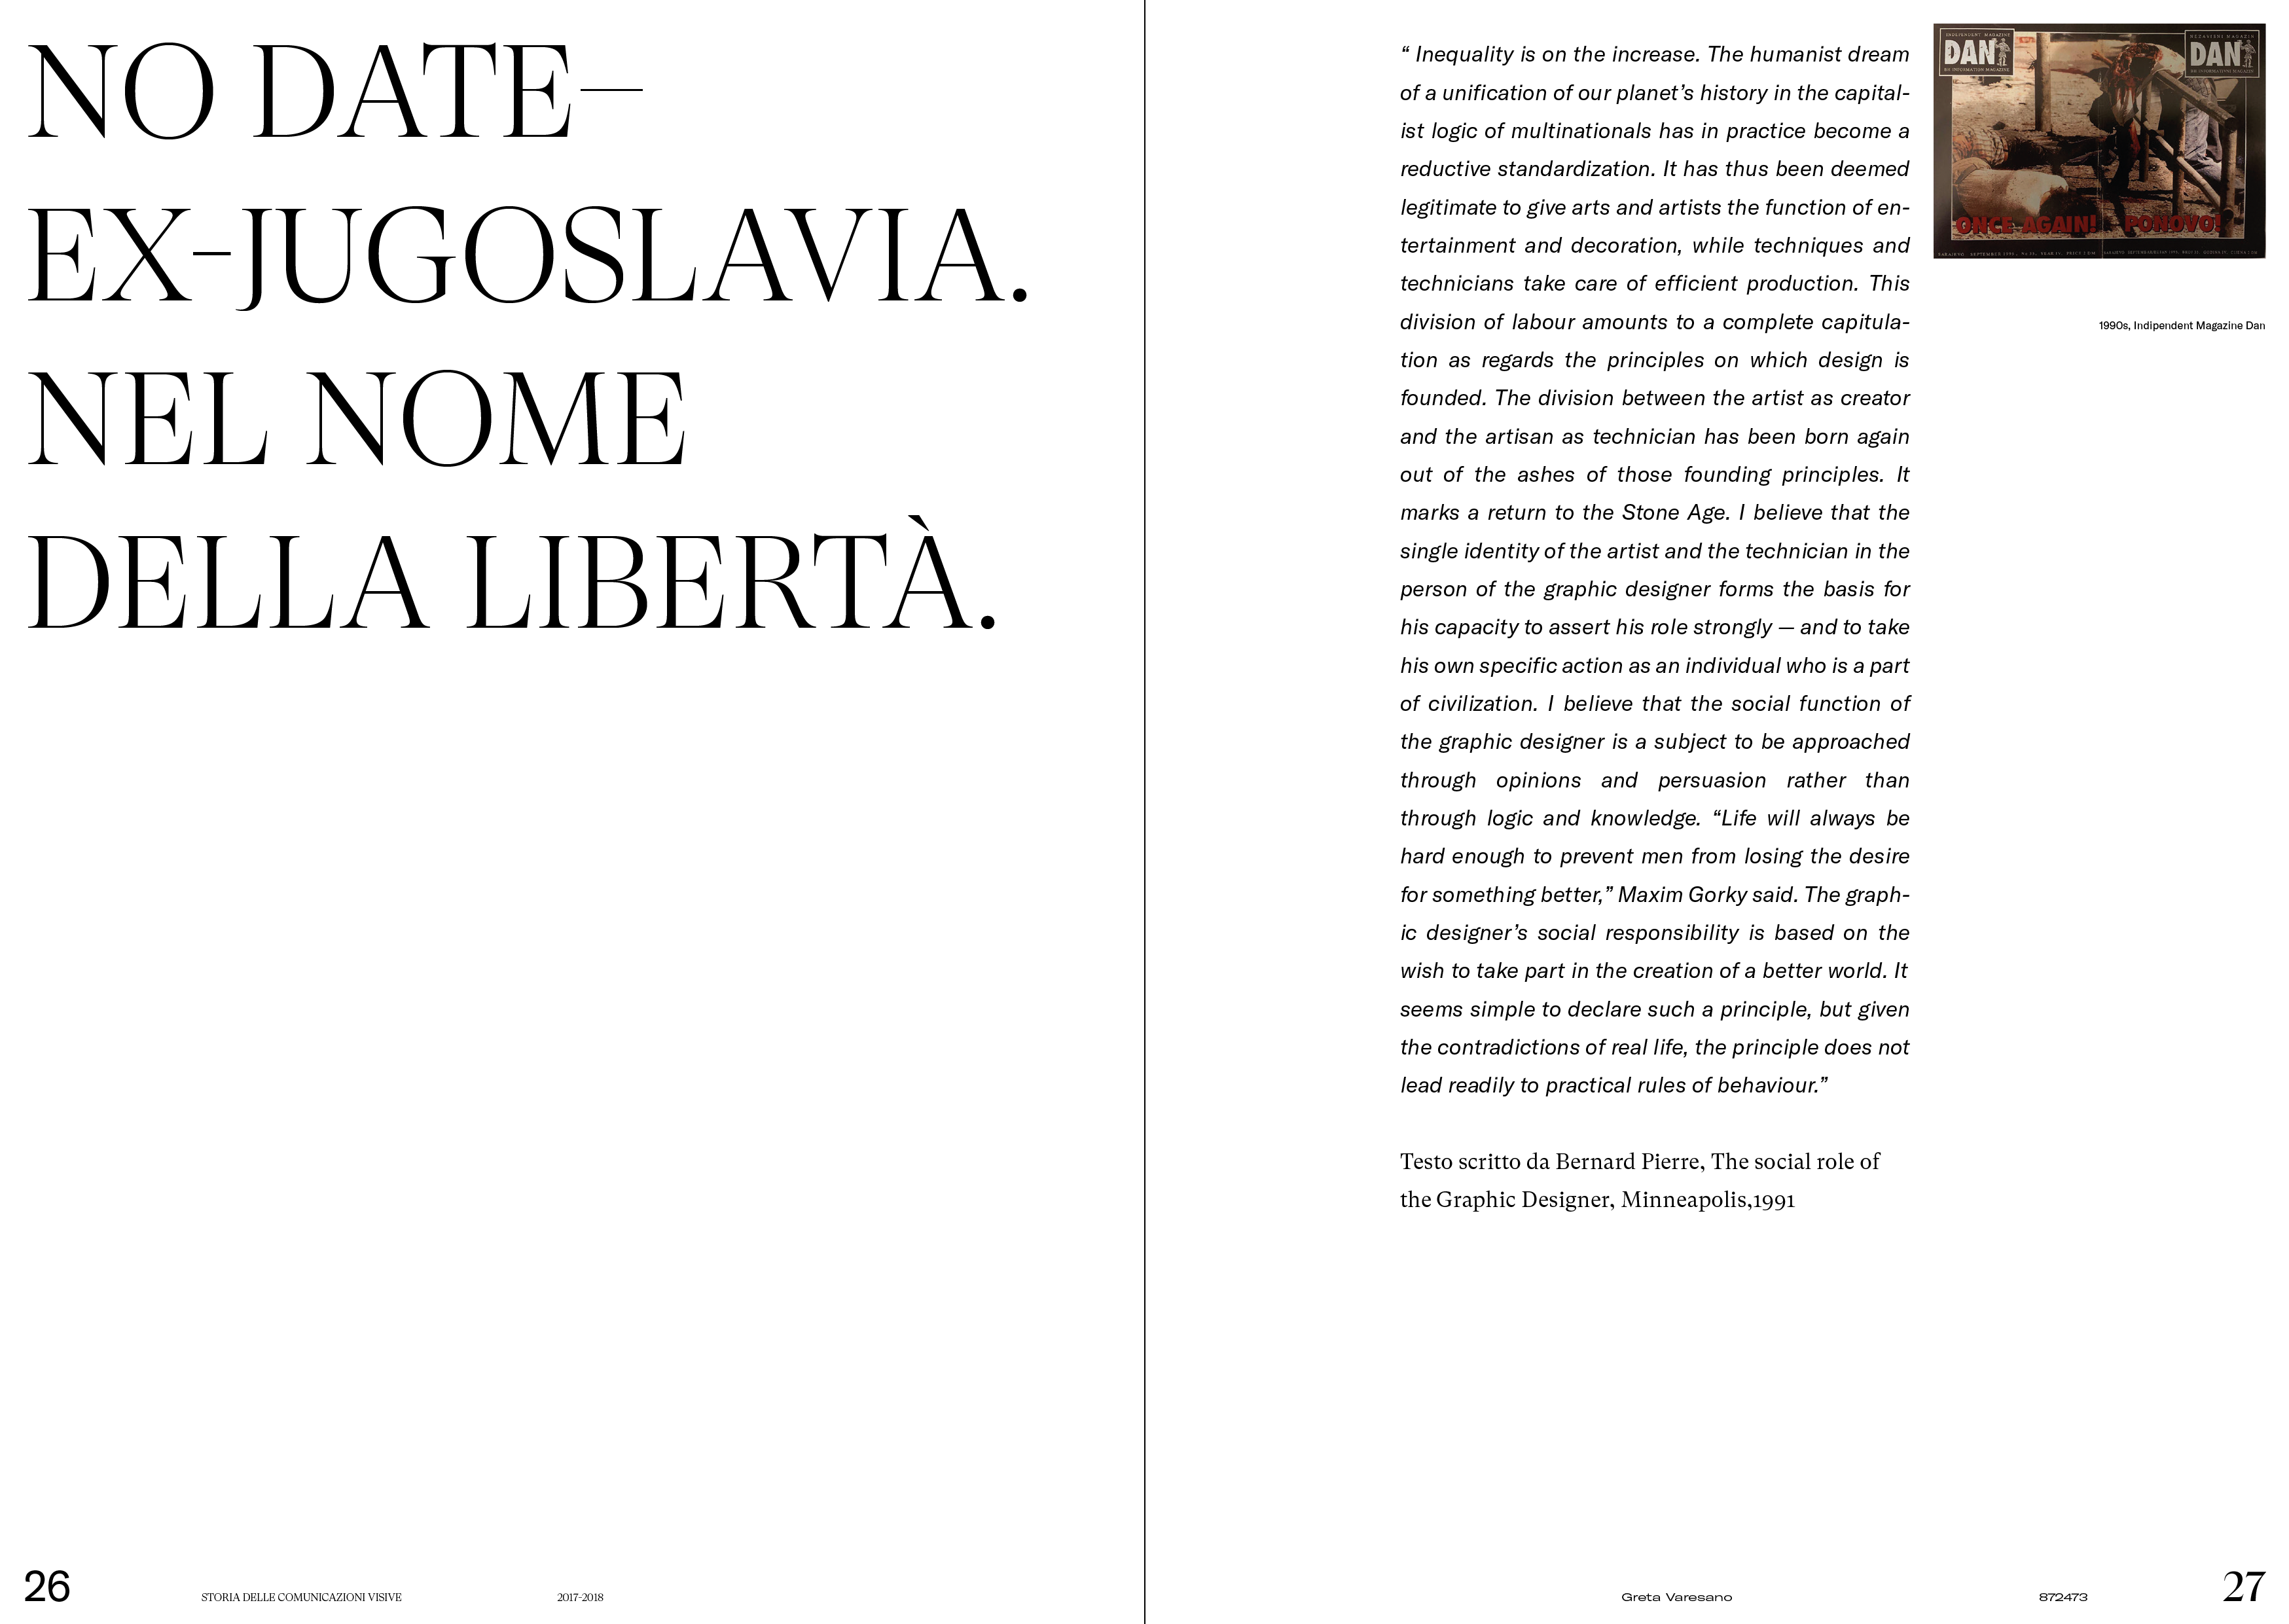 NO DATE—
EX-JUGOSLAVIA.
NEL NOME
DELLA LIBERTÀ.
“ Inequality is on the increase. The humanist dream
of a unification of our planet’s history in the capital-
ist logic of multinationals has in practice become a
reductive standardization. It has thus been deemed
legitimate to give arts and artists the function of en-
tertainment and decoration, while techniques and
technicians take care of efficient production. This
division of labour amounts to a complete capitula-
tion as regards the principles on which design is
founded. The division between the artist as creator
and the artisan as technician has been born again
out of the ashes of those founding principles. It
marks a return to the Stone Age. I believe that the
single identity of the artist and the technician in the
person of the graphic designer forms the basis for
his capacity to assert his role strongly — and to take
his own specific action as an individual who is a part
of civilization. I believe that the social function of
the graphic designer is a subject to be approached
through opinions and persuasion rather than
through logic and knowledge. “Life will always be
hard enough to prevent men from losing the desire
for something better,” Maxim Gorky said. The graph-
ic designer’s social responsibility is based on the
wish to take part in the creation of a better world. It
seems simple to declare such a principle, but given
the contradictions of real life, the principle does not
lead readily to practical rules of behaviour.”
Testo scritto da Bernard Pierre, The social role of
the Graphic Designer, Minneapolis,1991
INDEPENDENT MAGAZINE
DAN
BH INFORMATION MAGAZINE
NEZAVISNI MAGAZIN
DAN
BH INFORMATIVNI MAGAZIN
ONCE AGAIN!
PONOVO!
1990s, Indipendent Magazine Dan
26
STORIA DELLE COMUNICAZIONI VISIVE
2017-2018
Greta Varesano
872473
27